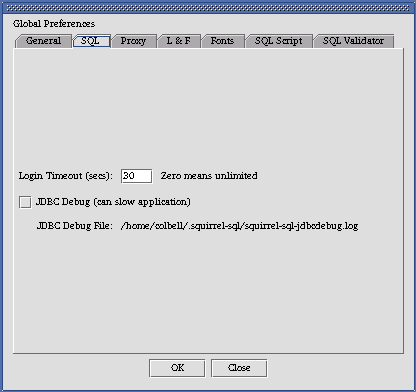 Global Preferences
General SQL Proxy L & F Fonts SQL Script SQL Validator
Login Timeout (secs): 30 Zero means unlimited
JDBC Debug (can slow application)
JDBC Debug File: /home/colbell/.squirrel-sql/squirrel-sql-jdbcdebug.log
OK Close